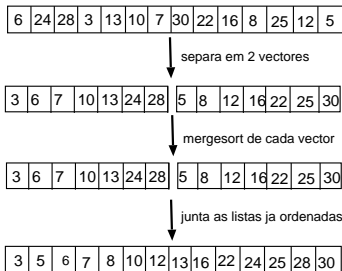 6 24 28 3 13 10 7 30 22 16 8 25 12 5
separa em 2 vectores
3 6 7 10 13 24 28 5 8 12 16 22 25 30
mergesort de cada vector
3 6 7 10 13 24 28 5 8 12 16 22 25 30
junta as listas ja ordenadas
3 5 6 7 8 10 12 13 16 22 24 25 28 30